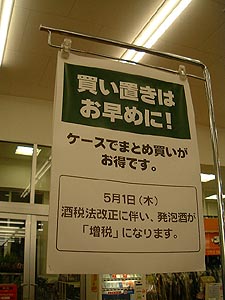 買い置きは
お早めに!
ケースでまとめ買いが
お得です。
5月1日(木)
酒税法改正に伴い、発泡酒が
「増税」になります。